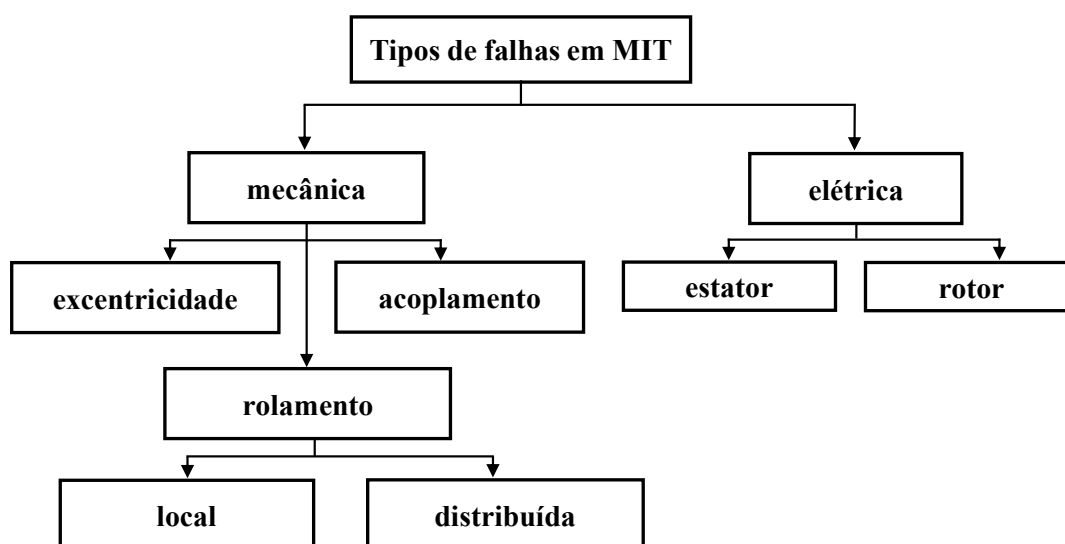 Tipos de falhas em MIT
mecânica
elétrica
excentricidade
acoplamento
estator
rotor
rolamento
local
distribuída